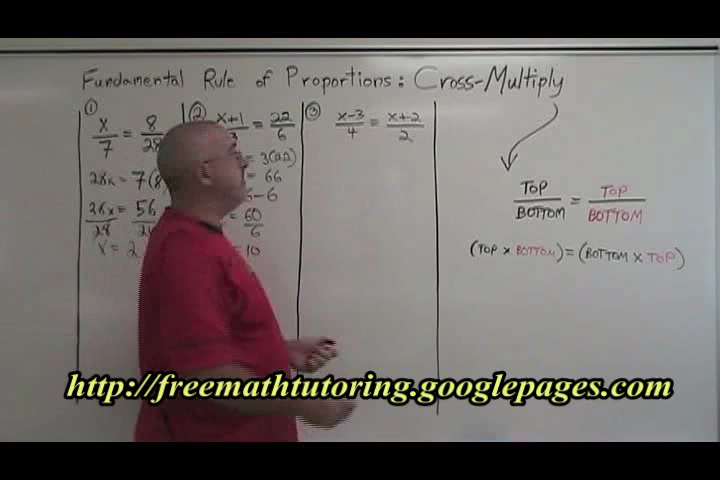 Fundamental Rule of Proportions: Cross-Multiply
① 
x/7 = 8/28
28x = 7(8
28x/28 = 56
x = 2
②
x+1/3 = 22/6
= 3(22)
= 66
- 6
= 60/6
= 10
③
x-3/4 = x+2/2
TOP/BOTTOM = TOP/BOTTOM
(TOP x BOTTOM) = (BOTTOM x TOP)
http://freemathtutoring.googlepages.com